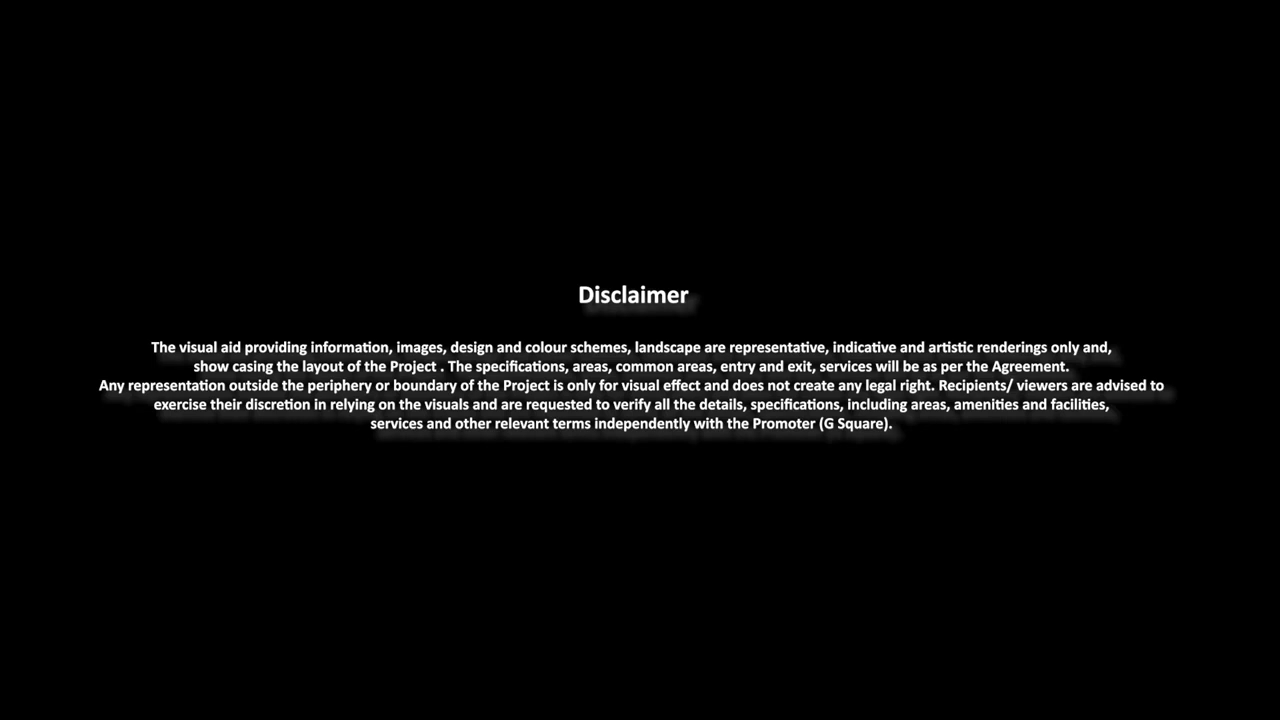 Disclaimer
The visual aid providing information, images, design and colour schemes, landscape are representative, indicative and artistic renderings only and,
show casing the layout of the Project . The specifications, areas, common areas, entry and exit, services will be as per the Agreement.
Any representation outside the periphery or boundary of the Project is only for visual effect and does not create any legal right. Recipients/ viewers are advised to
exercise their discretion in relying on the visuals and are requested to verify all the details, specifications, including areas, amenities and facilities,
services and other relevant terms independently with the Promoter (G Square).